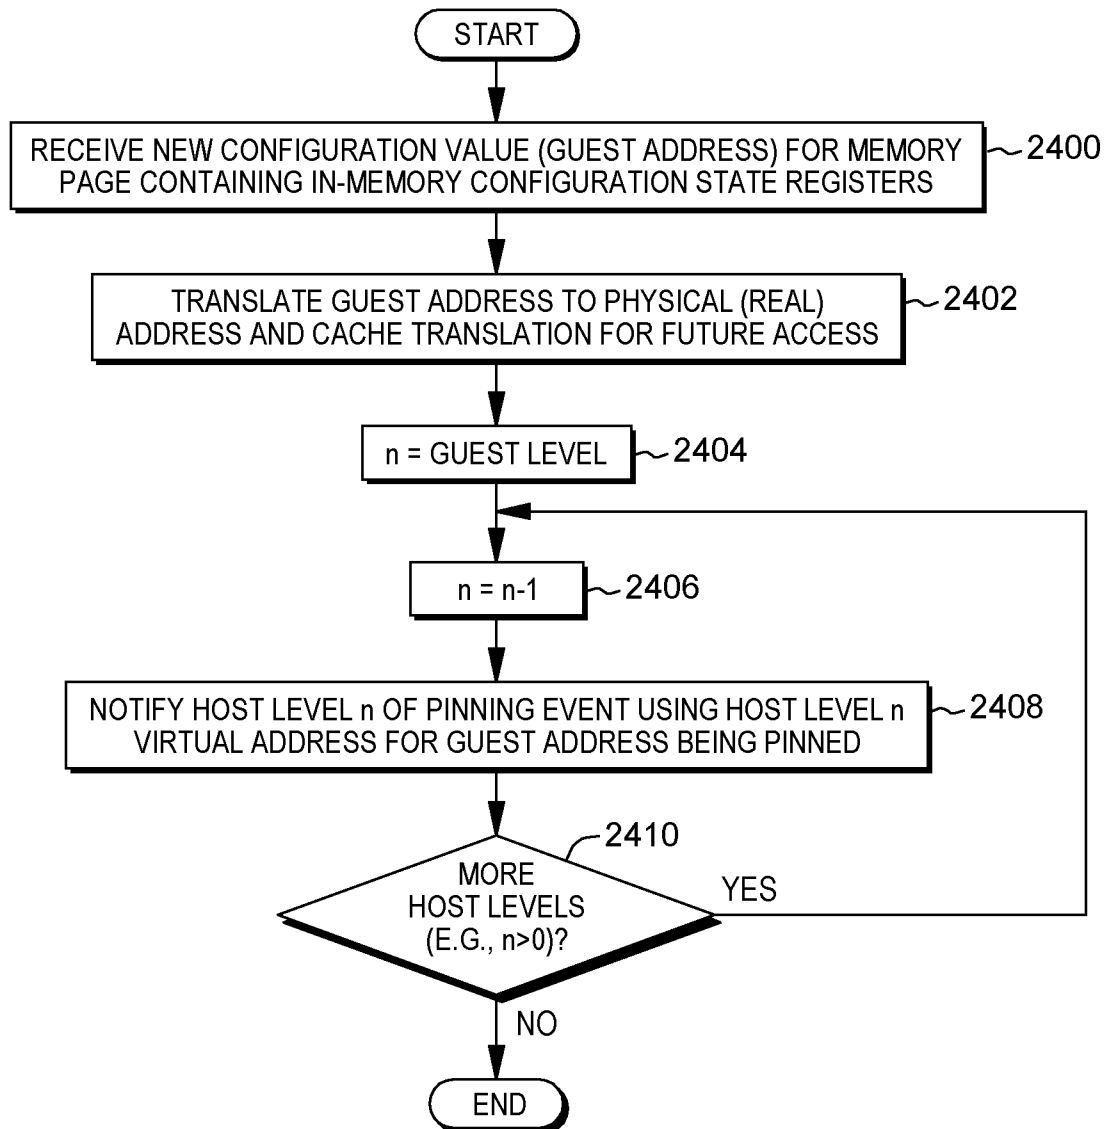 START
RECEIVE NEW CONFIGURATION VALUE (GUEST ADDRESS) FOR MEMORY
PAGE CONTAINING IN-MEMORY CONFIGURATION STATE REGISTERS
2400
TRANSLATE GUEST ADDRESS TO PHYSICAL (REAL)
ADDRESS AND CACHE TRANSLATION FOR FUTURE ACCESS
2402
n = GUEST LEVEL
2404
n = n-1
2406
NOTIFY HOST LEVEL n OF PINNING EVENT USING HOST LEVEL n
VIRTUAL ADDRESS FOR GUEST ADDRESS BEING PINNED
2408
2410
MORE
HOST LEVELS
(E.G., n>0)?
YES
NO
END